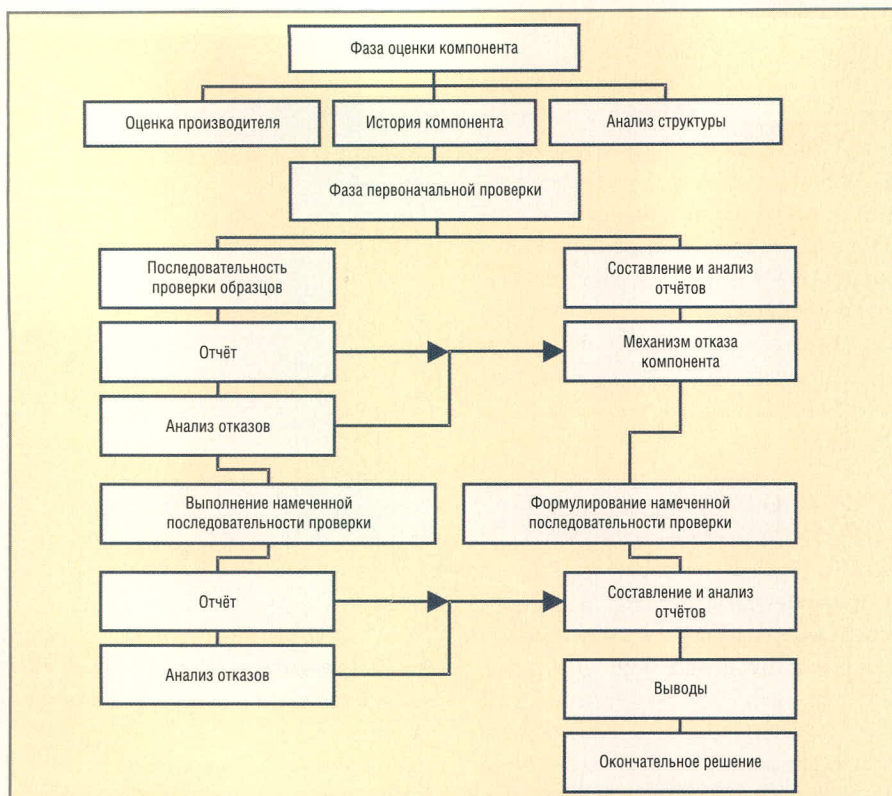 Фаза оценки компонента
Оценка производителя
История компонента
Анализ структуры
Фаза первоначальной проверки
Последовательность
проверки образцов
Составление и анализ
отчётов
Отчёт
Механизм отказа
компонента
Анализ отказов
Выполнение намеченной
последовательности проверки
Формулирование намеченной
последовательности проверки
Отчёт
Составление и анализ
отчётов
Анализ отказов
Выводы
Окончательное решение